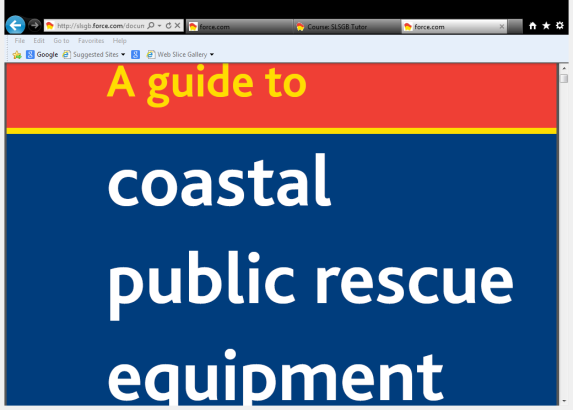 http://slsgb.force.com/docun
force.com
Course: SLSGB Tutor
force.com
File Edit Go to Favorites Help
Google Suggested Sites Web Slice Gallery
A guide to
coastal
public rescue
equipment